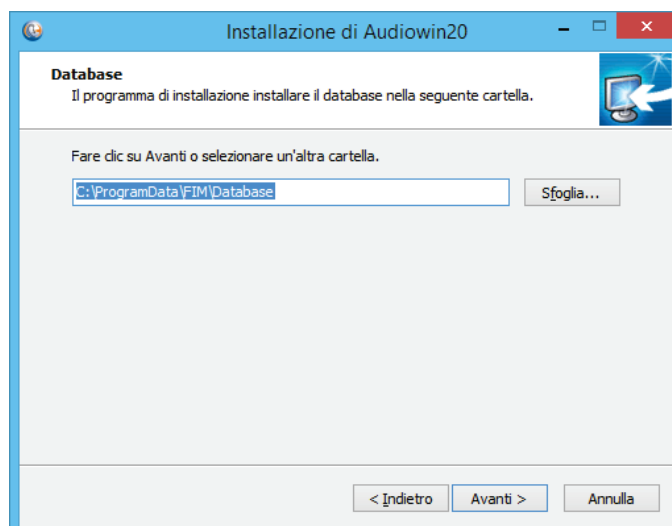 Installazione di Audiowin20
Database
Il programma di installazione installare il database nella seguente cartella.
Fare clic su Avanti o selezionare un'altra cartella.
C:\ProgramData\FIM\Database
Sfoglia...
< Indietro
Avanti >
Annulla